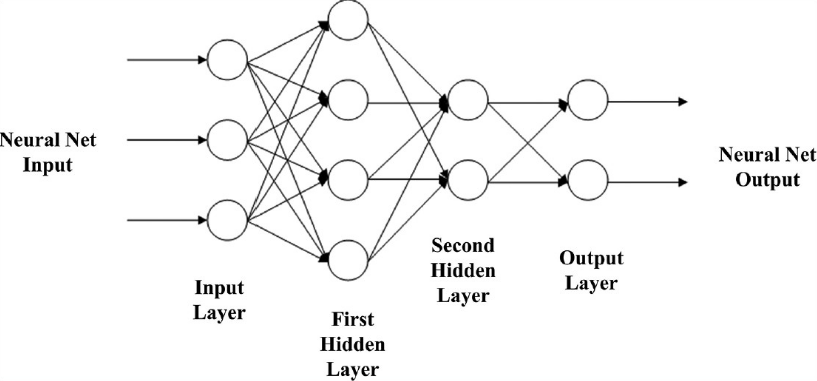 Neural Net
Input
Input
Layer
First
Hidden
Layer
Second
Hidden
Layer
Output
Layer
Neural Net
Output